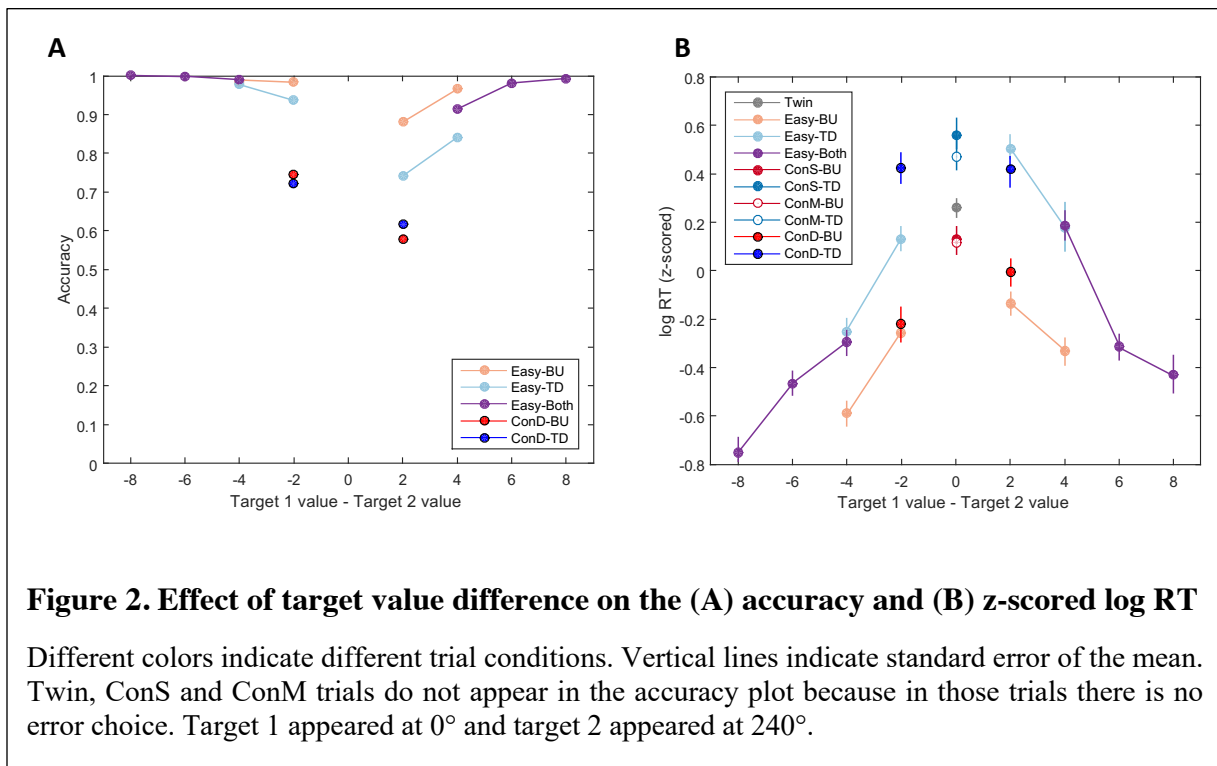 A
Accuracy
1
0.9
0.8
0.7
0.6
0.5
0.4
0.3
0.2
0.1
0
-8 -6 -4 -2 0 2 4 6 8
Target 1 value - Target 2 value
Easy-BU
Easy-TD
Easy-Both
ConD-BU
ConD-TD
B
log RT (z-scored)
0.8
0.6
0.4
0.2
0
-0.2
-0.4
-0.6
-0.8
-8 -6 -4 -2 0 2 4 6 8
Target 1 value - Target 2 value
Twin
Easy-BU
Easy-TD
Easy-Both
ConS-BU
ConS-TD
ConM-BU
ConM-TD
ConD-BU
ConD-TD
Figure 2. Effect of target value difference on the (A) accuracy and (B) z-scored log RT
Different colors indicate different trial conditions. Vertical lines indicate standard error of the mean.
Twin, ConS and ConM trials do not appear in the accuracy plot because in those trials there is no
error choice. Target 1 appeared at 0° and target 2 appeared at 240°.